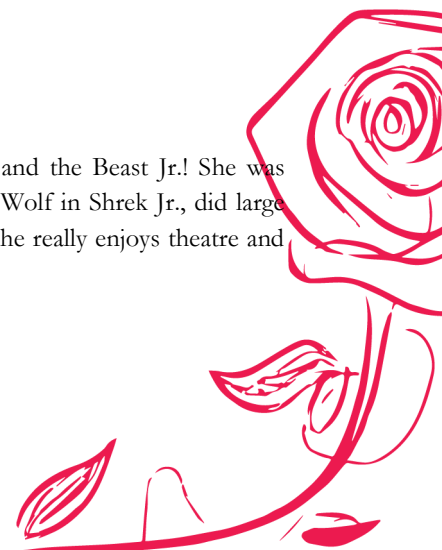 and the Beast Jr.! She was
Wolf in Shrek Jr., did large
he really enjoys theatre and